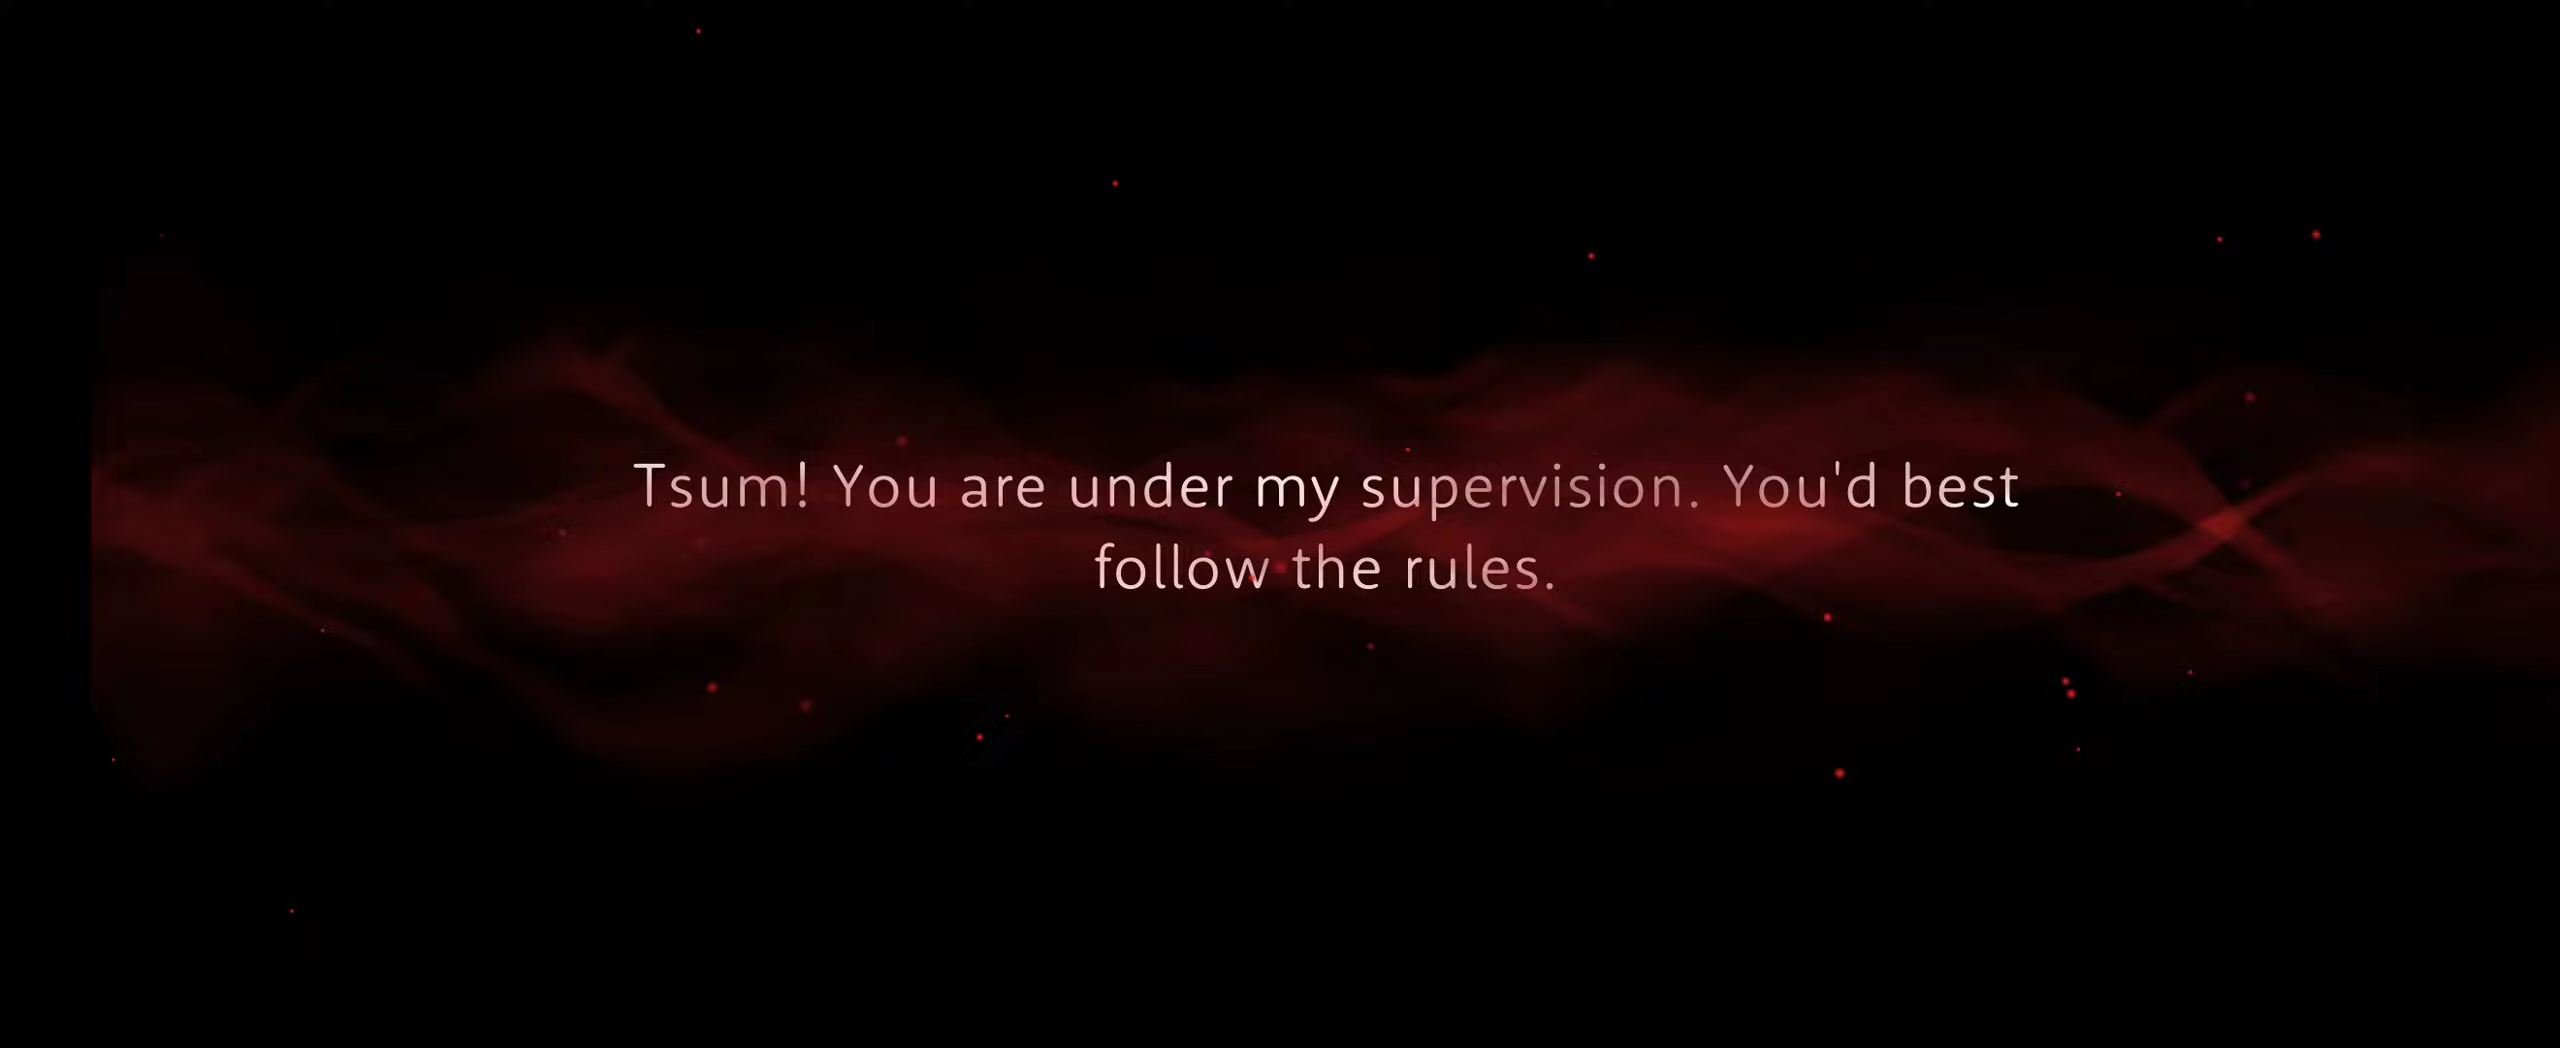 Tsum! You are under my supervision. You'd best
follow the rules.